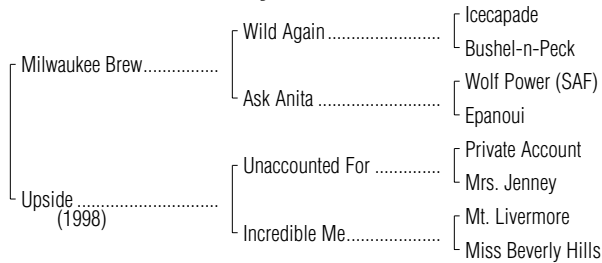 Icecapade
Wild Again......................
Bushel-n-Peck
Milwaukee Brew................
Wolf Power (SAF)
Ask Anita ........................
Epanoui
Private Account
Unaccounted For .............
Mrs. Jenney
Upside ............................
(1998)
Mt. Livermore
Incredible Me...................
Miss Beverly Hills